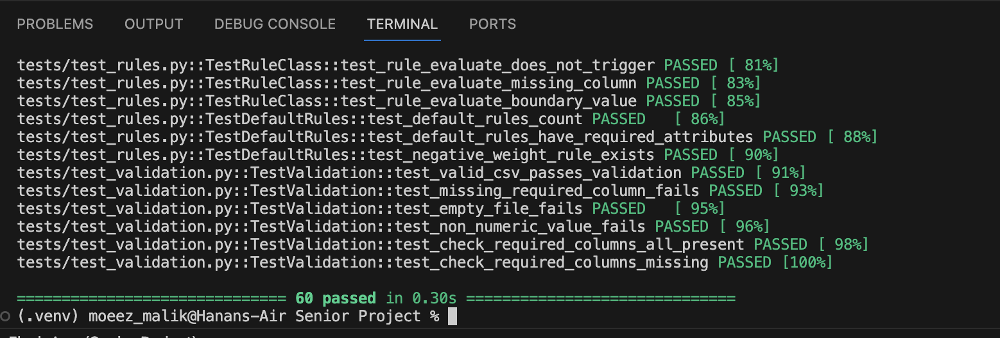 PROBLEMS OUTPUT DEBUG CONSOLE TERMINAL PORTS
tests/test_rules.py::TestRuleClass::test_rule_evaluate_does_not_trigger PASSED [ 81%]
tests/test_rules.py::TestRuleClass::test_rule_evaluate_missing_column PASSED [ 83%]
tests/test_rules.py::TestRuleClass::test_rule_evaluate_boundary_value PASSED [ 85%]
tests/test_rules.py::TestDefaultRules::test_default_rules_count PASSED   [ 86%]
tests/test_rules.py::TestDefaultRules::test_default_rules_have_required_attributes PASSED [ 88%]
tests/test_rules.py::TestDefaultRules::test_negative_weight_rule_exists PASSED [ 90%]
tests/test_validation.py::TestValidation::test_valid_csv_passes_validation PASSED [ 91%]
tests/test_validation.py::TestValidation::test_missing_required_column_fails PASSED [ 93%]
tests/test_validation.py::TestValidation::test_empty_file_fails PASSED   [ 95%]
tests/test_validation.py::TestValidation::test_non_numeric_value_fails PASSED [ 96%]
tests/test_validation.py::TestValidation::test_check_required_columns_all_present PASSED [ 98%]
tests/test_validation.py::TestValidation::test_check_required_columns_missing PASSED [100%]
============================== 60 passed in 0.30s ==============================
(.venv) moeez_malik@Hanans-Air Senior Project %